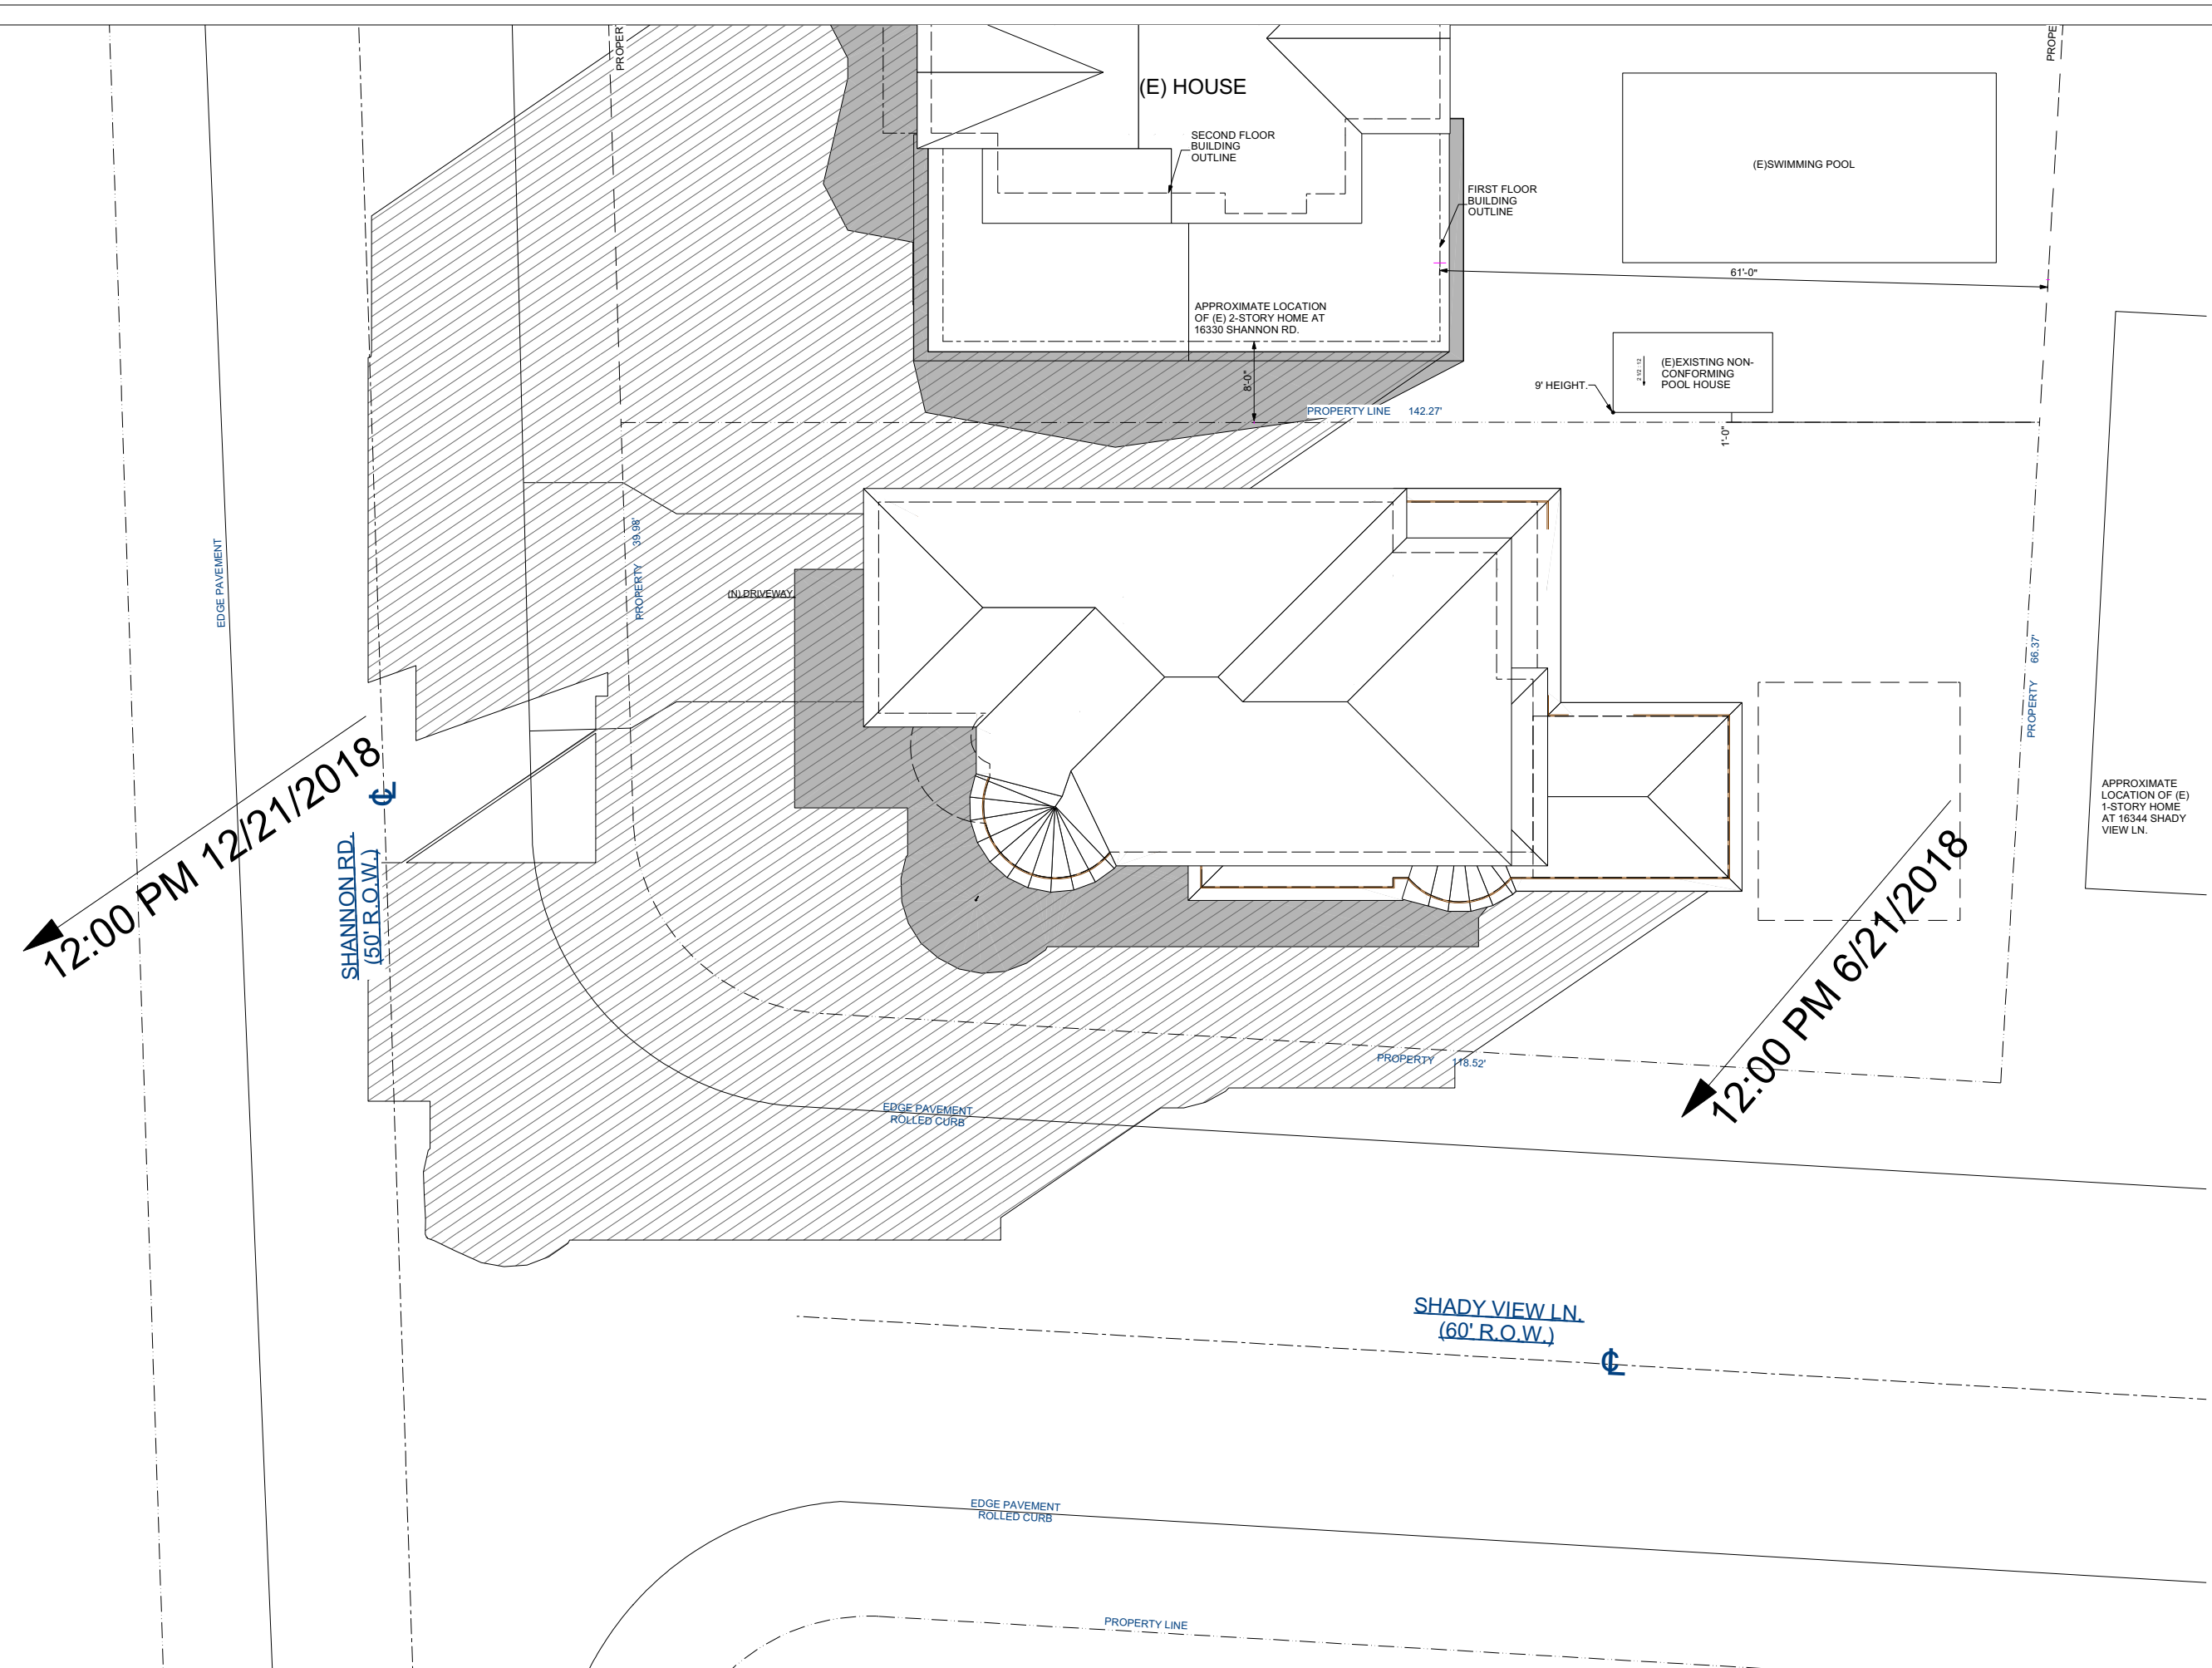 PROPER
PROPE
(E) HOUSE
SECOND FLOOR
BUILDING
OUTLINE
(E)SWIMMING POOL
FIRST FLOOR
BUILDING
OUTLINE
61'-0"
APPROXIMATE LOCATION
OF (E) 2-STORY HOME AT
16330 SHANNON RD.
8'-0"
2 1/2 : 12
(E)EXISTING NON-
CONFORMING
POOL HOUSE
9' HEIGHT.
PROPERTY LINE 142.27'
1'-0"
EDGE PAVEMENT
PROPERTY 39.98'
(N) DRIVEWAY
PROPERTY 66.37'
12:00 PM 12/21/2018
SHANNON RD.
(50' R.O.W.)
APPROXIMATE
LOCATION OF (E)
1-STORY HOME
AT 16344 SHADY
VIEW LN.
12:00 PM 6/21/2018
PROPERTY 118.52'
EDGE PAVEMENT
ROLLED CURB
SHADY VIEW LN.
(60' R.O.W.)
EDGE PAVEMENT
ROLLED CURB
PROPERTY LINE